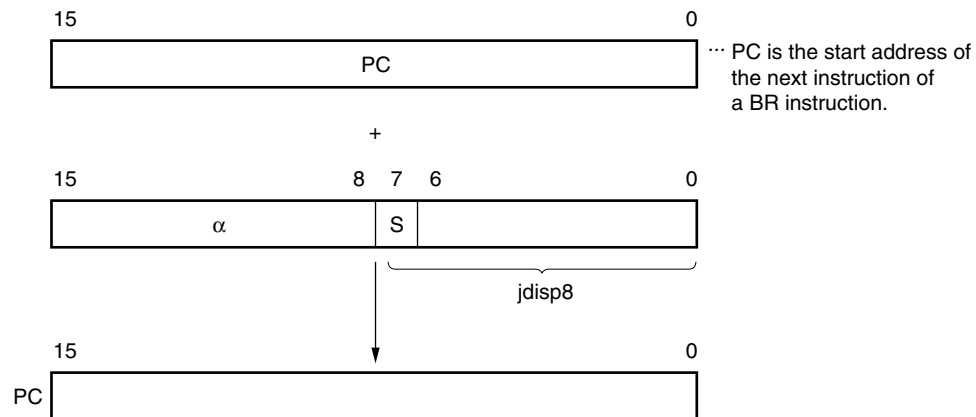 15 0
PC
… PC is the start address of
the next instruction of
a BR instruction.
+
15 8 7 6 0
α S
jdisp8
15 0
PC